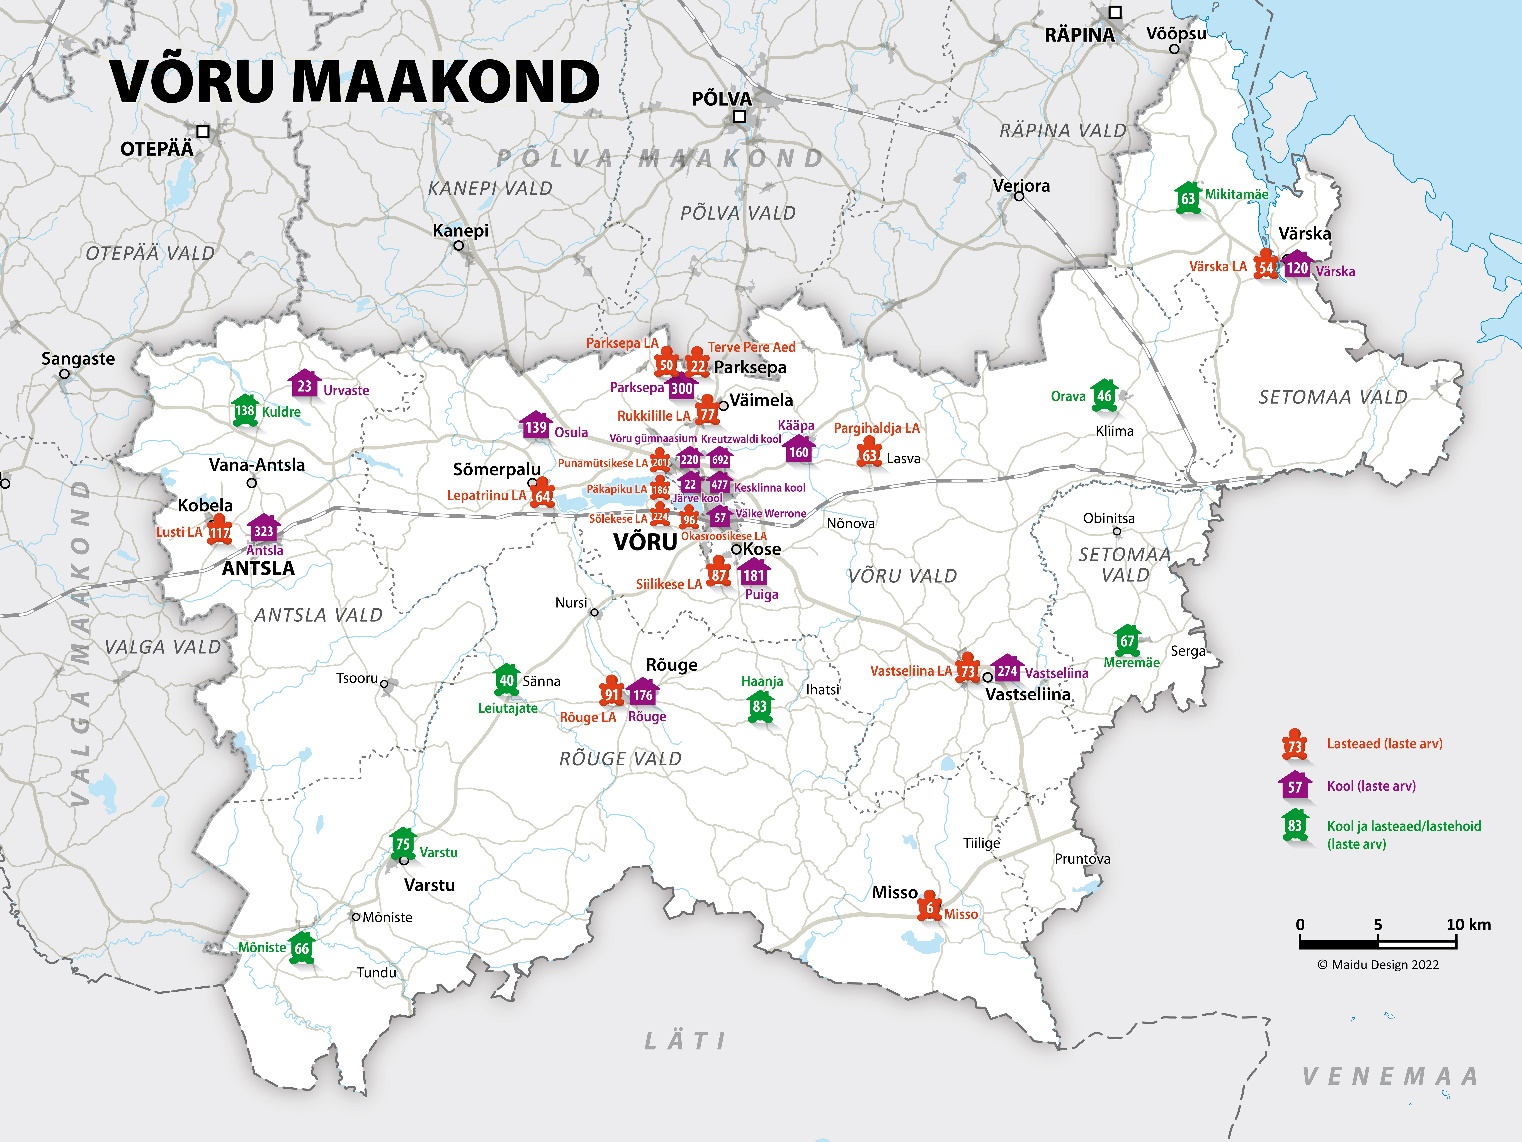 VÕRU MAAKOND
RÄPINA
Võõpsu
PÕLVA
OTEPÄÄ
RÄPINA VALD
PÕLVA MAAKOND
KANEPI VALD
Verjora
63
Mikitamäe
PÕLVA VALD
Kanepi
Värska
OTEPÄÄ VALD
Värska LA
54
120
Värska
Parksepa LA
Terve Pere Aed
Sangaste
50
22
Parksepa
23
Urvaste
Parksepa
300
Orava
46
SETOMAA VALD
138
Kuldre
Rukkilille LA
77
Väimela
139
Osula
Kääpa
160
Pargihaldja LA
63
Lasva
Kliima
Võru gümnaasium
Kreutzwaldi kool
Vana-Antsla
Sõmerpalu
Punamütsikese LA
201
220
692
Lepatriinu LA
64
Päkapiku LA
186
22
477
Kesklinna kool
Järve kool
Kobela
Lusti LA
117
323
Antsla
ANTSLA
Sõlekese LA
224
96
57
Väike Werrone
Okasroosikese LA
Nõnova
Obinitsa
VÕRU
Kose
SETOMAA
VALD
VÕRU VALD
Siilikese LA
87
181
Puiga
Nursi
ANTSLA VALD
VALGA VALD
VALGA MAAKOND
67
Meremäe
Serga
Rõuge
Vastseliina LA
73
274
Vastseliina
Vastseliina
Tsooru
40
Sänna
Leiutajate
91
176
Rõuge LA
Rõuge
Haanja
83
Ihatsi
RÕUGE VALD
73
Lasteaed (laste arv)
57
Kool (laste arv)
83
Kool ja lasteaed/lastehoid
(laste arv)
75
Varstu
Varstu
Tiilige
Pruntova
Misso
6
Misso
Mõniste
Mõniste
66
Tundu
0 5 10 km
© Maidu Design 2022
LÄTI
VENEMAA